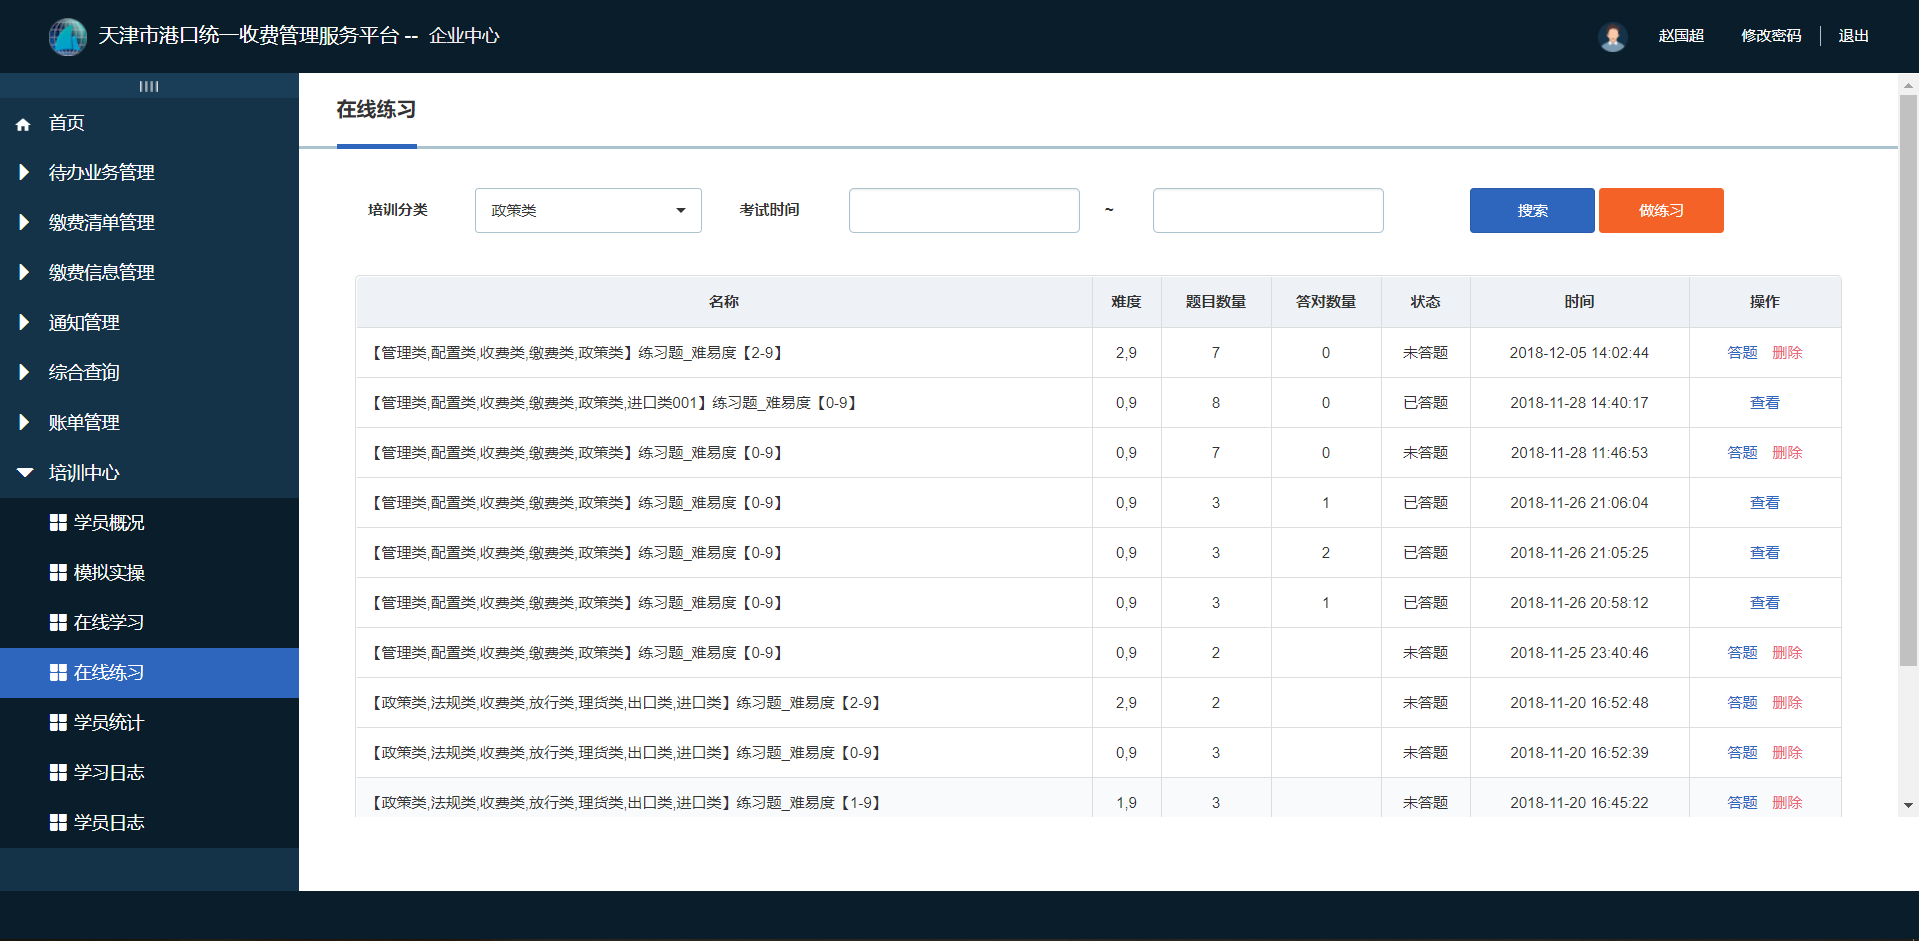 天津市港口统一收费管理服务平台 -- 企业中心
赵国超 修改密码 退出
首页
待办业务管理
缴费清单管理
缴费信息管理
通知管理
综合查询
账单管理
培训中心
学员概况
模拟实操
在线学习
在线练习
学员统计
学习日志
学员日志
在线练习
培训分类 政策类 考试时间 ~ 搜索 做练习
名称 难度 题目数量 答对数量 状态 时间 操作
【管理类,配置类,收费类,缴费类,政策类】练习题_难易度【2-9】 2,9 7 0 未答题 2018-12-05 14:02:44 答题 删除
【管理类,配置类,收费类,缴费类,政策类,进口类001】练习题_难易度【0-9】 0,9 8 0 已答题 2018-11-28 14:40:17 查看
【管理类,配置类,收费类,缴费类,政策类】练习题_难易度【0-9】 0,9 7 0 未答题 2018-11-28 11:46:53 答题 删除
【管理类,配置类,收费类,缴费类,政策类】练习题_难易度【0-9】 0,9 3 1 已答题 2018-11-26 21:06:04 查看
【管理类,配置类,收费类,缴费类,政策类】练习题_难易度【0-9】 0,9 3 2 已答题 2018-11-26 21:05:25 查看
【管理类,配置类,收费类,缴费类,政策类】练习题_难易度【0-9】 0,9 3 1 已答题 2018-11-26 20:58:12 查看
【管理类,配置类,收费类,缴费类,政策类】练习题_难易度【0-9】 0,9 2 未答题 2018-11-25 23:40:46 答题 删除
【政策类,法规类,收费类,放行类,理货类,出口类,进口类】练习题_难易度【2-9】 2,9 2 未答题 2018-11-20 16:52:48 答题 删除
【政策类,法规类,收费类,放行类,理货类,出口类,进口类】练习题_难易度【0-9】 0,9 3 未答题 2018-11-20 16:52:39 答题 删除
【政策类,法规类,收费类,放行类,理货类,出口类,进口类】练习题_难易度【1-9】 1,9 3 未答题 2018-11-20 16:45:22 答题 删除